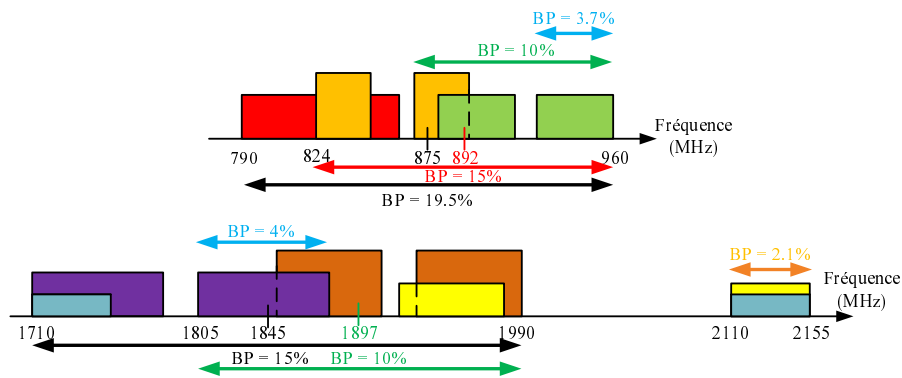 BP = 3.7%
BP = 10%
Fréquence
(MHz)
790 824 875 892 960
BP = 15%
BP = 19.5%
BP = 4%
BP = 2.1%
Fréquence
(MHz)
1710 1805 1845 1897 1990 2110 2155
BP = 15% BP = 10%